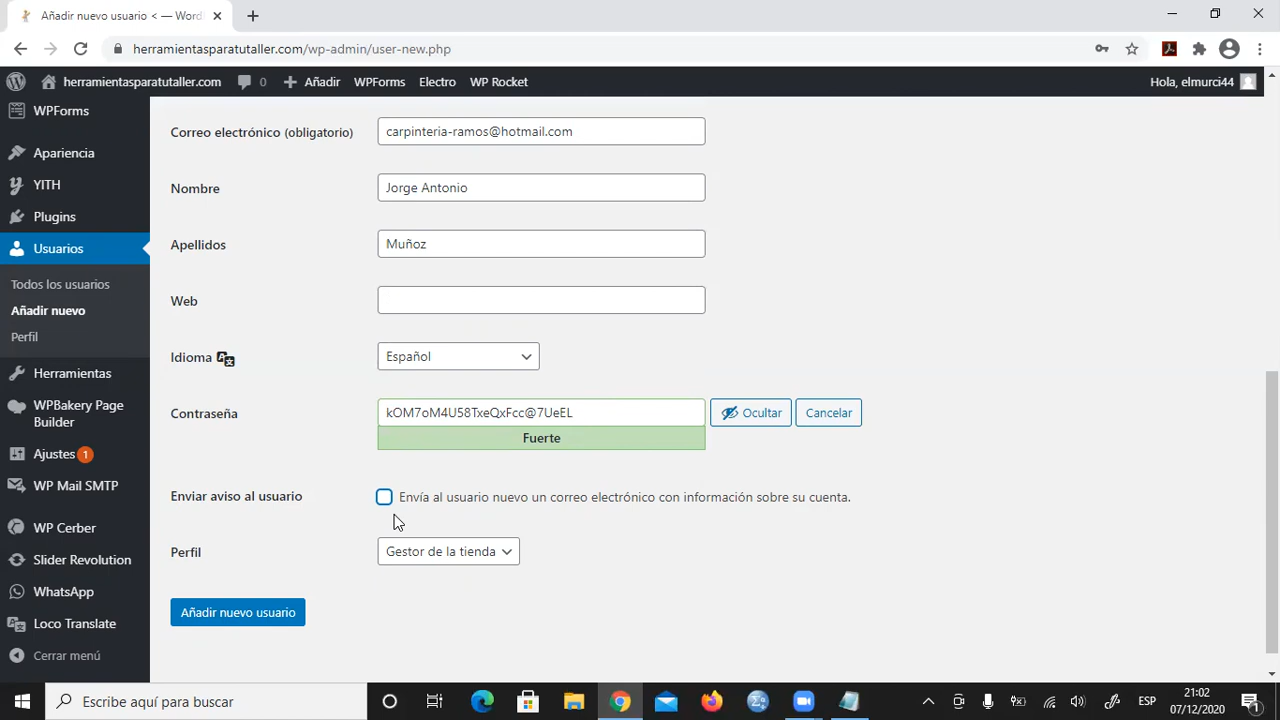 Añadir nuevo usuario < — Word
herramientasparatutaller.com/wp-admin/user-new.php
herramientasparatutaller.com 0 Añadir WPForms Electro WP Rocket Hola, elmurci44
WPForms
Apariencia
YITH
Plugins
Usuarios
Todos los usuarios
Añadir nuevo
Perfil
Herramientas
WPBakery Page
Builder
Ajustes 1
WP Mail SMTP
WP Cerber
Slider Revolution
WhatsApp
Loco Translate
Cerrar menú
Correo electrónico (obligatorio) carpinteria-ramos@hotmail.com
Nombre Jorge Antonio
Apellidos Muñoz
Web
Idioma Español
Contraseña kOM7oM4U58TxeQxFcc@7UeEL Ocultar Cancelar
Fuerte
Enviar aviso al usuario Envía al usuario nuevo un correo electrónico con información sobre su cuenta.
Perfil Gestor de la tienda
Añadir nuevo usuario
Escribe aquí para buscar
ESP
21:02
07/12/2020
1